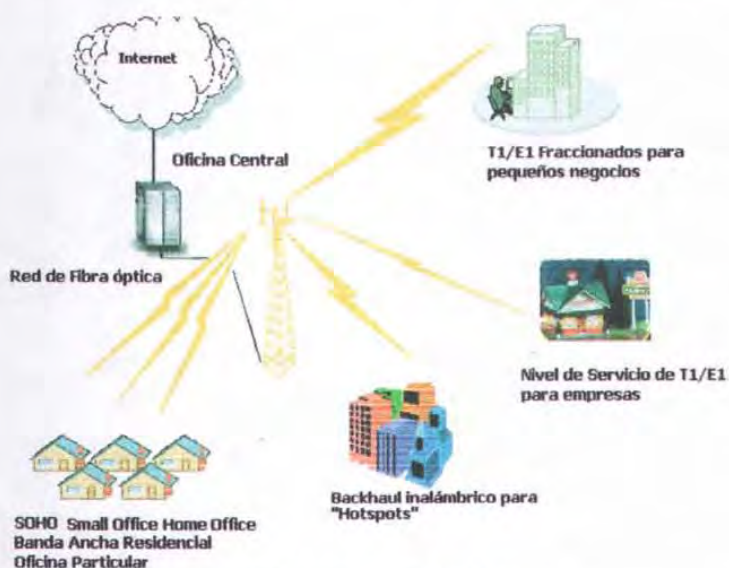 Internet
Oficina Central
T1/E1 Fraccionados para
pequeños negocios
Red de Fibra óptica
Nivel de Servicio de T1/E1
para empresas
Backhaul inalámbrico para
"Hotspots"
SOHO Small Office Home Office
Banda Ancha Residencial
Oficina Particular